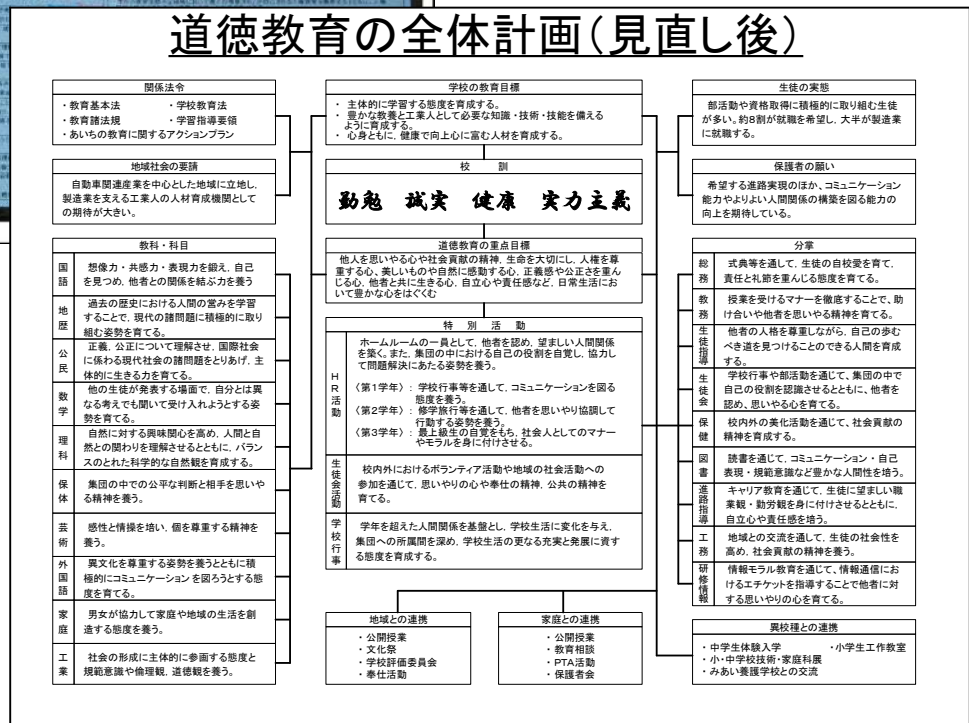 道徳教育の全体計画（見直し後）
関係法令
・教育基本法　・学校教育法
・教育諸法規　・学習指導要領
・あいちの教育に関するアクションプラン
地域社会の要請
自動車関連産業を中心とした地域に立地し，
製造業を支える工業人の人材育成機関として
の期待が大きい。
学校の教育目標
・ 主体的に学習する態度を育成する。
・ 豊かな教養と工業人として必要な知識・技術・技能を備える
ように育成する。
・ 心身ともに，健康で向上心に富む人材を育成する。
校　訓
勤勉　誠実　健康　実力主義
道徳教育の重点目標
他人を思いやる心や社会貢献の精神，生命を大切にし，人権を尊
重する心，美しいものや自然に感動する心，正義感や公正さを重ん
じる心，他者と共に生きる心，自立心や責任感など，日常生活にお
いて豊かな心をはぐくむ
生徒の実態
部活動や資格取得に積極的に取り組む生徒
が多い。約８割が就職を希望し，大半が製造業
に就職する。
保護者の願い
希望する進路実現のほか、コミュニケーション
能力やよりよい人間関係の構築を図る能力の
向上を期待している。
教科・科目
国語
想像力・共感力・表現力を鍛え，自己
を見つめ，他者との関係を結ぶ力を養う
地歴
過去の歴史における人間の営みを学習
することで，現代の諸問題に積極的に取り
組む姿勢を育てる。
公民
正義，公正について理解させ，国際社会
に係わる現代社会の諸問題をとりあげ，主
体的に生きる力を育てる。
数学
他の生徒が発表する場面で，自分とは異
なる考えでも聞いて受け入れようとする姿
勢を育てる。
理科
自然に対する興味関心を高め，人間と自
然との関わりを理解させるとともに，バラン
スのとれた科学的な自然観を育成する。
保体
集団の中での公平な判断と相手を思いや
る精神を養う。
芸術
感性と情操を培い，個を尊重する精神を
養う。
外国語
異文化を尊重する姿勢を養うとともに積
極的にコミュニケーションを図ろうとする態
度を育てる。
家庭
男女が協力して家庭や地域の生活を創
造する態度を養う。
工業
社会の形成に主体的に参画する態度と
規範意識や倫理観，道徳観を養う。
特別活動
ＨＲ活動
ホームルームの一員として，他者を認め，望ましい人間関係
を築く。また，集団の中における自己の役割を自覚し，協力し
て問題解決にあたる姿勢を養う。
〈第１学年〉：学校行事等を通して，コミュニケーションを図る
態度を養う。
〈第２学年〉：修学旅行等を通して，他者を思いやり協調して
行動する姿勢を養う。
〈第３学年〉：最上級生の自覚をもち，社会人としてのマナー
やモラルを身に付けさせる。
生徒会活動
校内外におけるボランティア活動や地域の社会活動への
参加を通じて，思いやりの心や奉仕の精神，公共の精神を
育てる。
学校行事
学年を超えた人間関係を基盤とし，学校生活に変化を与え，
集団への所属間を深め，学校生活の更なる充実と発展に資す
る態度を育成する。
分掌
総務
式典等を通して，生徒の自校愛を育て，
責任と礼節を重んじる態度を育てる。
教務
授業を受けるマナーを徹底することで、助
け合いや他者を思いやる精神を育てる。
生徒指導
他者の人格を尊重しながら，自己の歩む
べき道を見つけることのできる人間を育成
する。
生徒会
学校行事や部活動を通じて，集団の中で
自己の役割を認識させるとともに、他者を
認め、思いやる心を育てる。
保健
校内外の美化活動を通じて、社会貢献の
精神を育成する。
図書
読書を通じて，コミュニケーション・自己
表現・規範意識など豊かな人間性を培う。
進路指導
キャリア教育を通じて，生徒に望ましい職
業観・勤労観を身に付けさせるとともに，
自立心や責任感を培う。
工務
地域との交流を通して，生徒の社会性を
高め，社会貢献の精神を養う。
研修情報
情報モラル教育を通じて、情報通信にお
けるエチケットを指導することで他者に対
する思いやりの心を育てる。
地域との連携
・公開授業
・文化祭
・学校評価委員会
・奉仕活動
家庭との連携
・公開授業
・教育相談
・ＰＴＡ活動
・保護者会
異校種との連携
・中学生体験入学　・小学生工作教室
・小・中学校技術・家庭科展
・みあい養護学校との交流